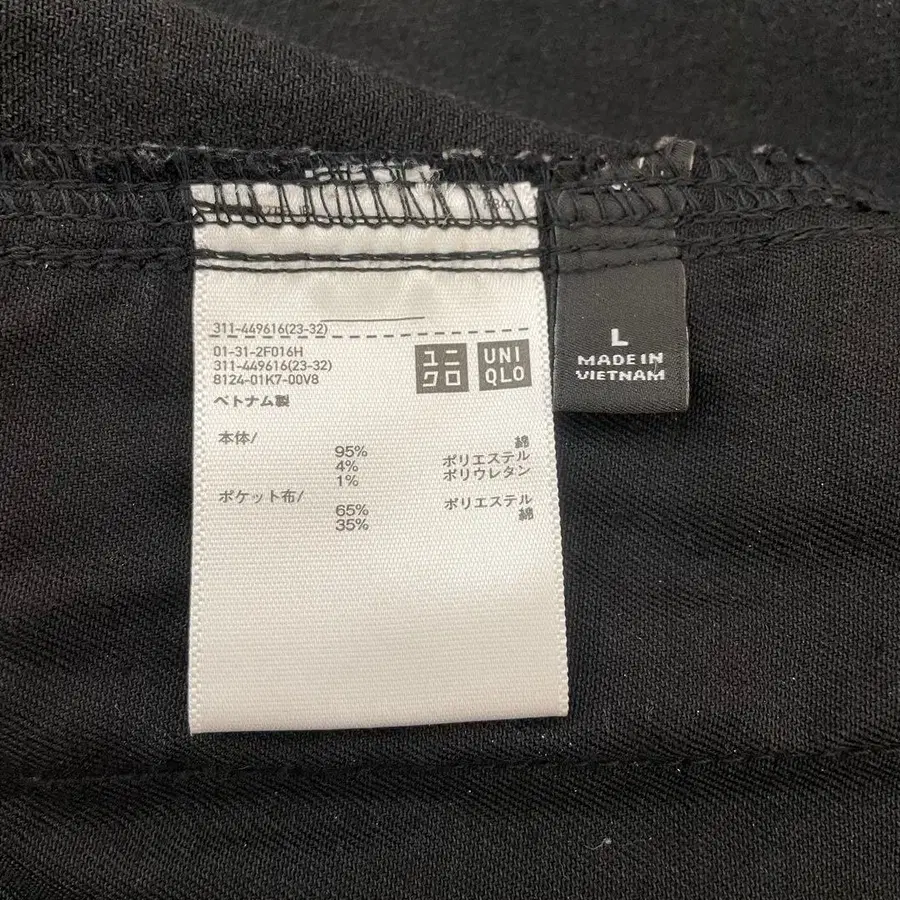 311-449616(23-32)
01-31-2F016H
311-449616(23-32)
8124-01K7-00V8
ベトナム製
ユニ
クロ
UNI
QLO
本体/
95% 綿
4% ポリエステル
1% ポリウレタン
ポケット布/
65% ポリエステル
35% 綿
L
MADE IN
VIETNAM